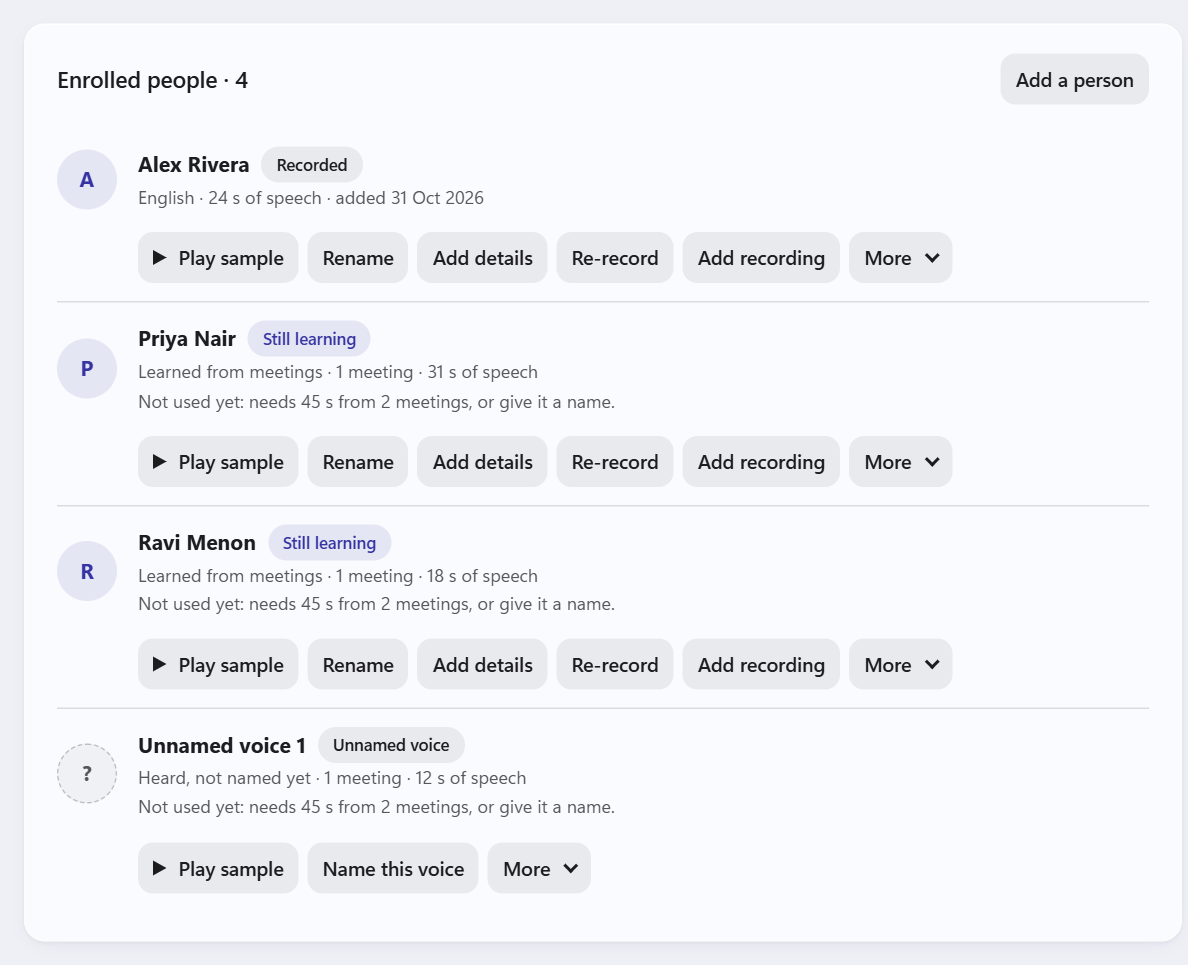 Enrolled people · 4
Add a person
A
Alex Rivera
Recorded
English · 24 s of speech · added 31 Oct 2026
Play sample
Rename
Add details
Re-record
Add recording
More
P
Priya Nair
Still learning
Learned from meetings · 1 meeting · 31 s of speech
Not used yet: needs 45 s from 2 meetings, or give it a name.
Play sample
Rename
Add details
Re-record
Add recording
More
R
Ravi Menon
Still learning
Learned from meetings · 1 meeting · 18 s of speech
Not used yet: needs 45 s from 2 meetings, or give it a name.
Play sample
Rename
Add details
Re-record
Add recording
More
?
Unnamed voice 1
Unnamed voice
Heard, not named yet · 1 meeting · 12 s of speech
Not used yet: needs 45 s from 2 meetings, or give it a name.
Play sample
Name this voice
More